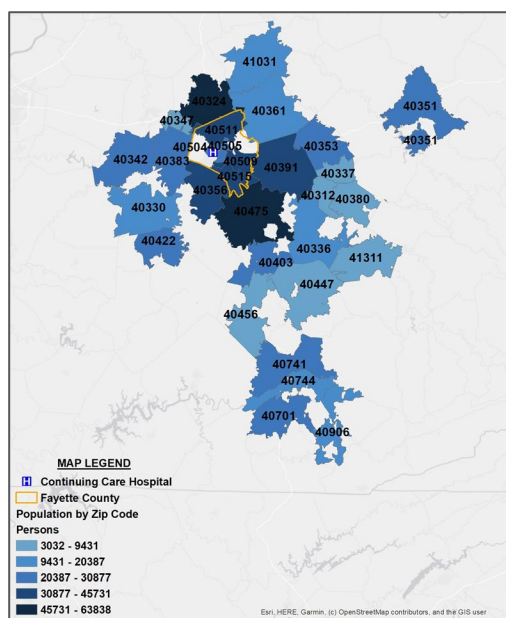 41031
40324
40361
40351
40347
40511
40351
40504 40505
40353
40342
40383
40509
40391
40337
40515
40356
40312
40380
40330
40475
40422
40336
41311
40403
40447
40456
40741
40744
40701
40906
MAP LEGEND
H Continuing Care Hospital
Fayette County
Population by Zip Code
Persons
3032 - 9431
9431 - 20387
20387 - 30877
30877 - 45731
45731 - 63838
Esri, HERE, Garmin, (c) OpenStreetMap contributors, and the GIS user